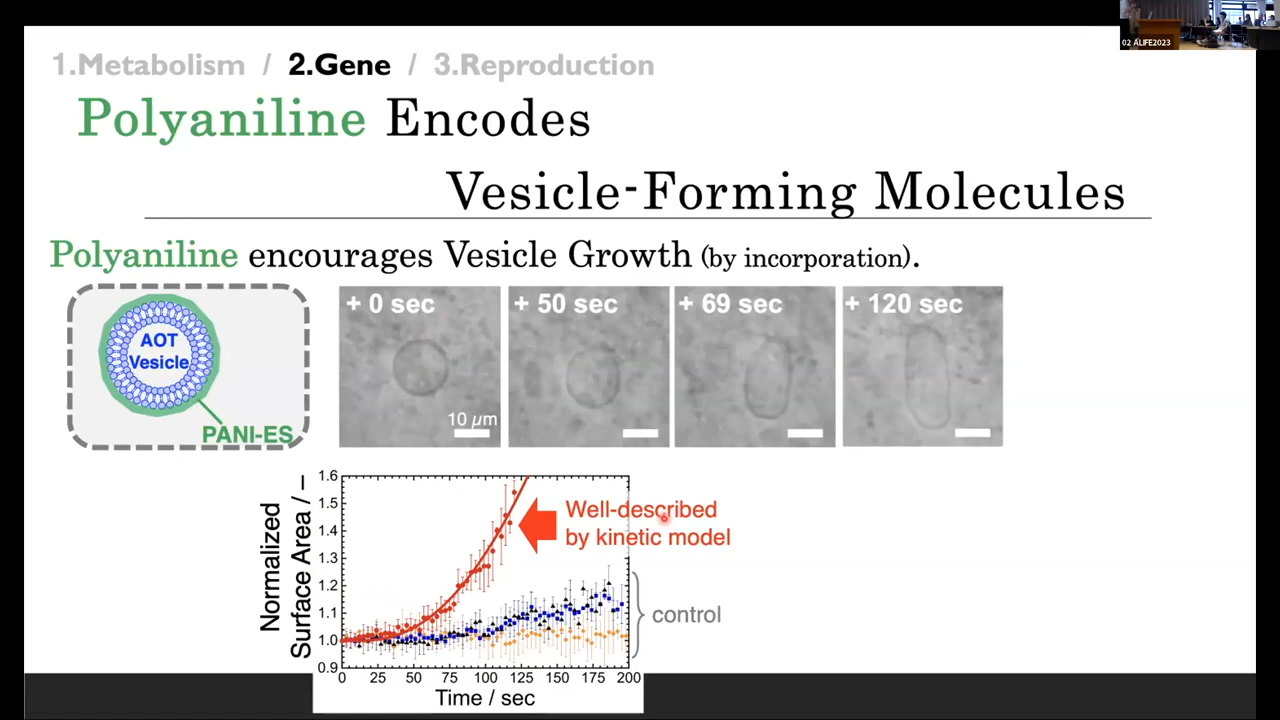 02 ALIFE2023
1.Metabolism / 2.Gene / 3.Reproduction
Polyaniline Encodes
Vesicle-Forming Molecules
Polyaniline encourages Vesicle Growth (by incorporation).
AOT
Vesicle
PANI-ES
+ 0 sec
10 μm
+ 50 sec
+ 69 sec
+ 120 sec
Normalized
Surface Area / –
1.6
1.5
1.4
1.3
1.2
1.1
1.0
0.9
0 25 50 75 100 125 150 175 200
Time / sec
Well-described
by kinetic model
control